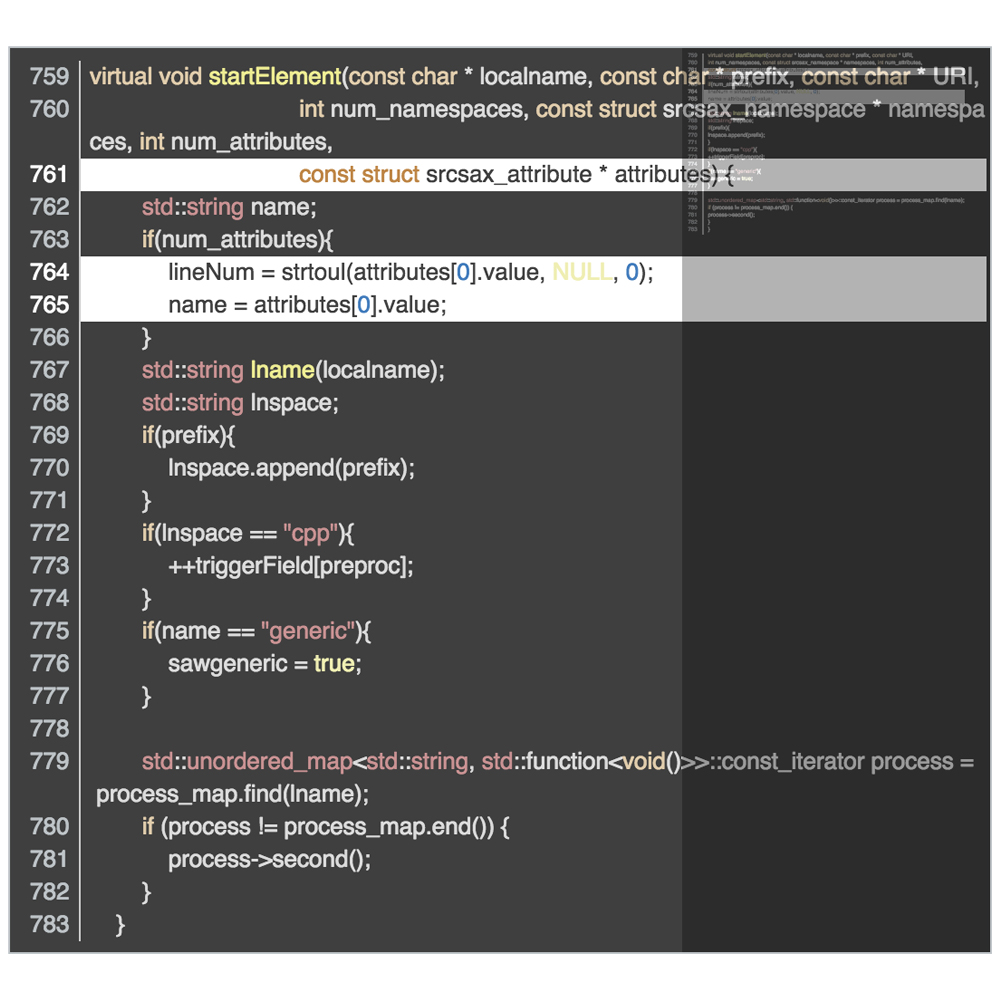 759 virtual void startElement(const char * localname, const char * prefix, const char * URI,
760 int num_namespaces, const struct srcsax_namespace * namespa
ces, int num_attributes,
761 const struct srcsax_attribute * attributes) {
762 std::string name;
763 if(num_attributes){
764 lineNum = strtoul(attributes[0].value, NULL, 0);
765 name = attributes[0].value;
766 }
767 std::string lname(localname);
768 std::string lnspace;
769 if(prefix){
770 lnspace.append(prefix);
771 }
772 if(lnspace == "cpp"){
773 ++triggerField[preproc];
774 }
775 if(name == "generic"){
776 sawgeneric = true;
777 }
778
779 std::unordered_map<std::string, std::function<void()>>::const_iterator process =
process_map.find(lname);
780 if (process != process_map.end()) {
781 process->second();
782 }
783 }